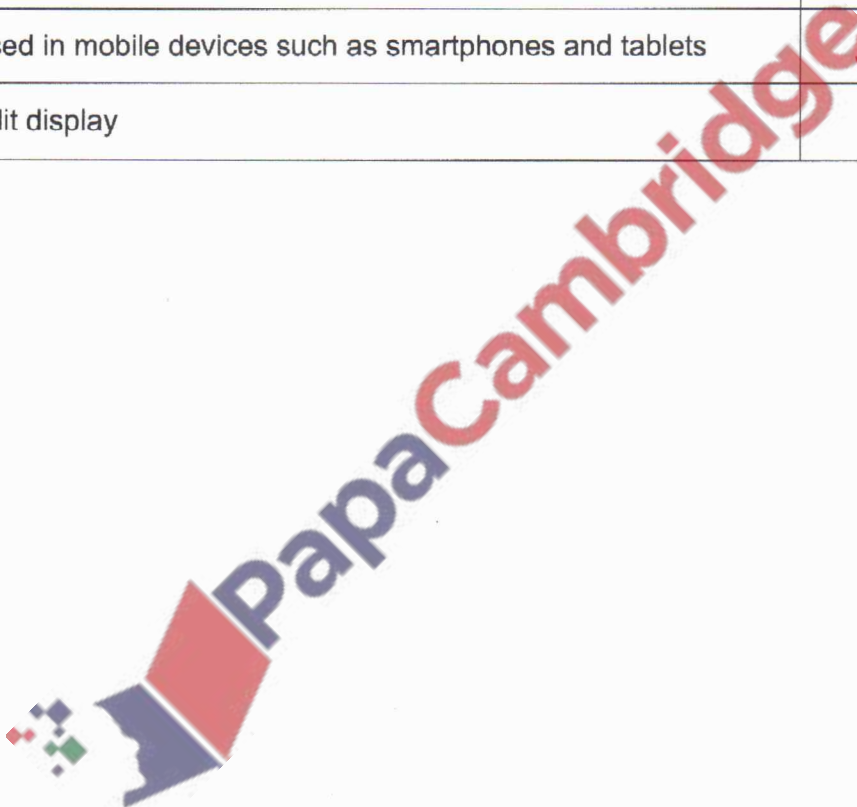 sed in mobile devices such as smartphones and tablets
lit display
PapaCambridge